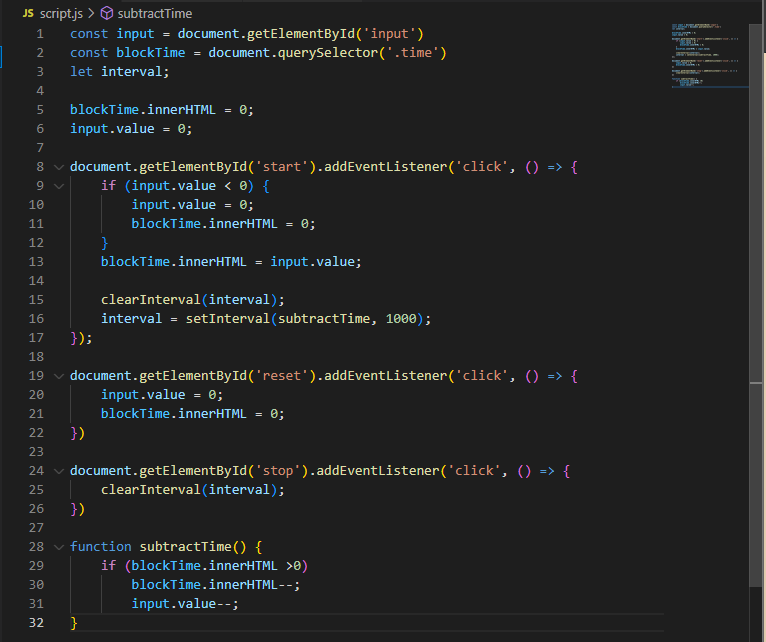 JS script.js > subtractTime
1 const input = document.getElementById('input')
2 const blockTime = document.querySelector('.time')
3 let interval;
4
5 blockTime.innerHTML = 0;
6 input.value = 0;
7
8 document.getElementById('start').addEventListener('click', () => {
9 if (input.value < 0) {
10 input.value = 0;
11 blockTime.innerHTML = 0;
12 }
13 blockTime.innerHTML = input.value;
14
15 clearInterval(interval);
16 interval = setInterval(subtractTime, 1000);
17 });
18
19 document.getElementById('reset').addEventListener('click', () => {
20 input.value = 0;
21 blockTime.innerHTML = 0;
22 })
23
24 document.getElementById('stop').addEventListener('click', () => {
25 clearInterval(interval);
26 })
27
28 function subtractTime() {
29 if (blockTime.innerHTML >0)
30 blockTime.innerHTML--;
31 input.value--;
32 }